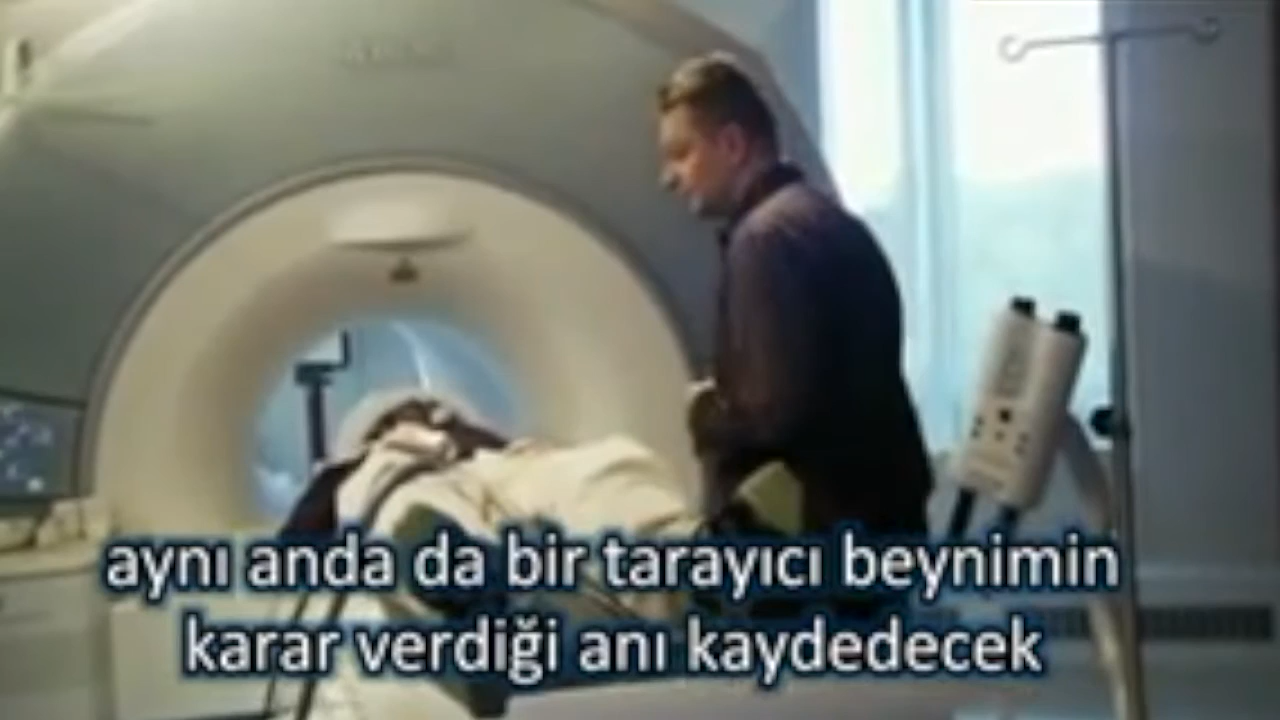 aynı anda da bir tarayıcı beynimin
karar verdiği anı kaydedecek